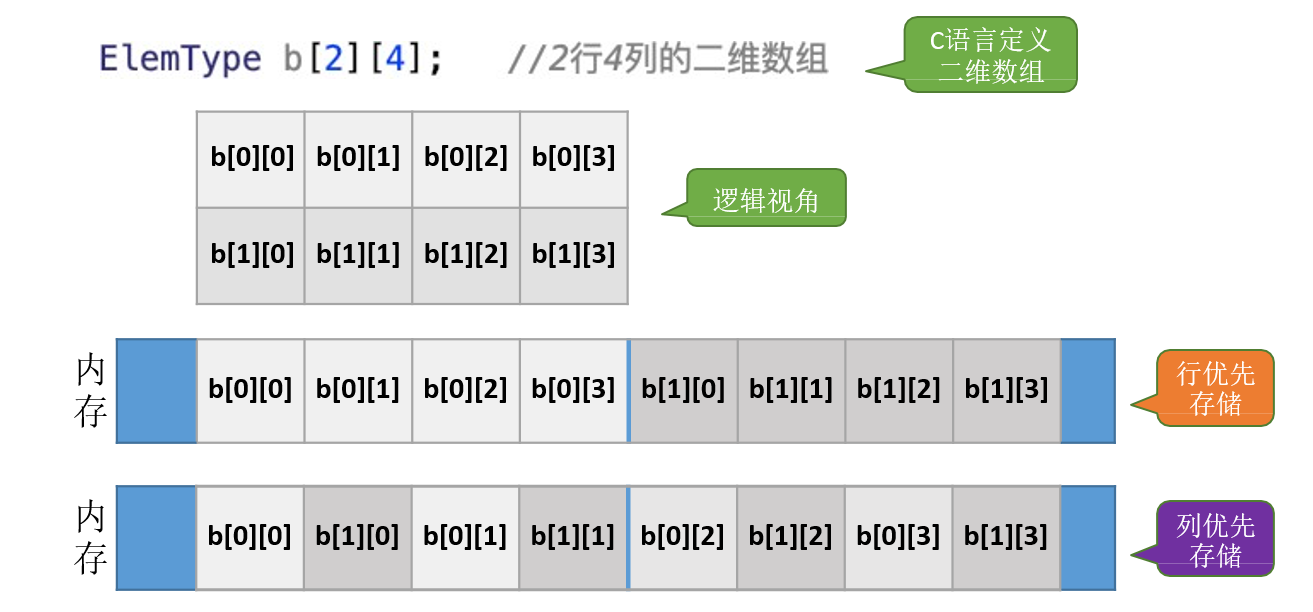 ElemType b[2][4];   //2行4列的二维数组
C语言定义
二维数组
b[0][0] b[0][1] b[0][2] b[0][3]
逻辑视角
b[1][0] b[1][1] b[1][2] b[1][3]
内
存
b[0][0] b[0][1] b[0][2] b[0][3] b[1][0] b[1][1] b[1][2] b[1][3]
行优先
存储
内
存
b[0][0] b[1][0] b[0][1] b[1][1] b[0][2] b[1][2] b[0][3] b[1][3]
列优先
存储